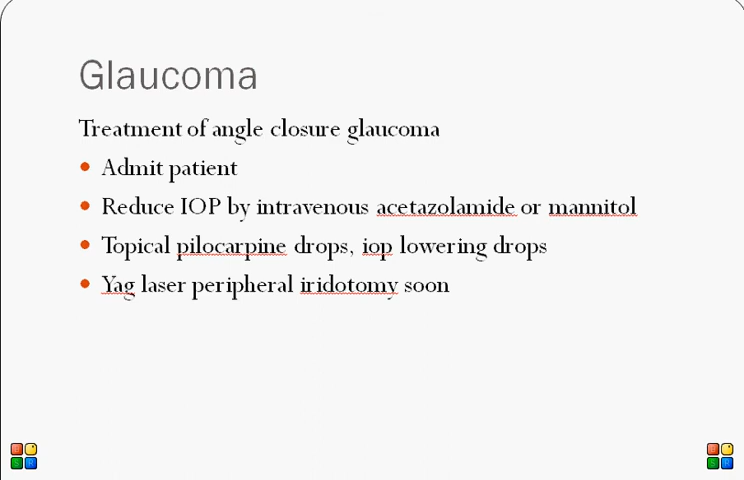 Glaucoma
Treatment of angle closure glaucoma
Admit patient
Reduce IOP by intravenous acetazolamide or mannitol
Topical pilocarpine drops, iop lowering drops
Yag laser peripheral iridotomy soon